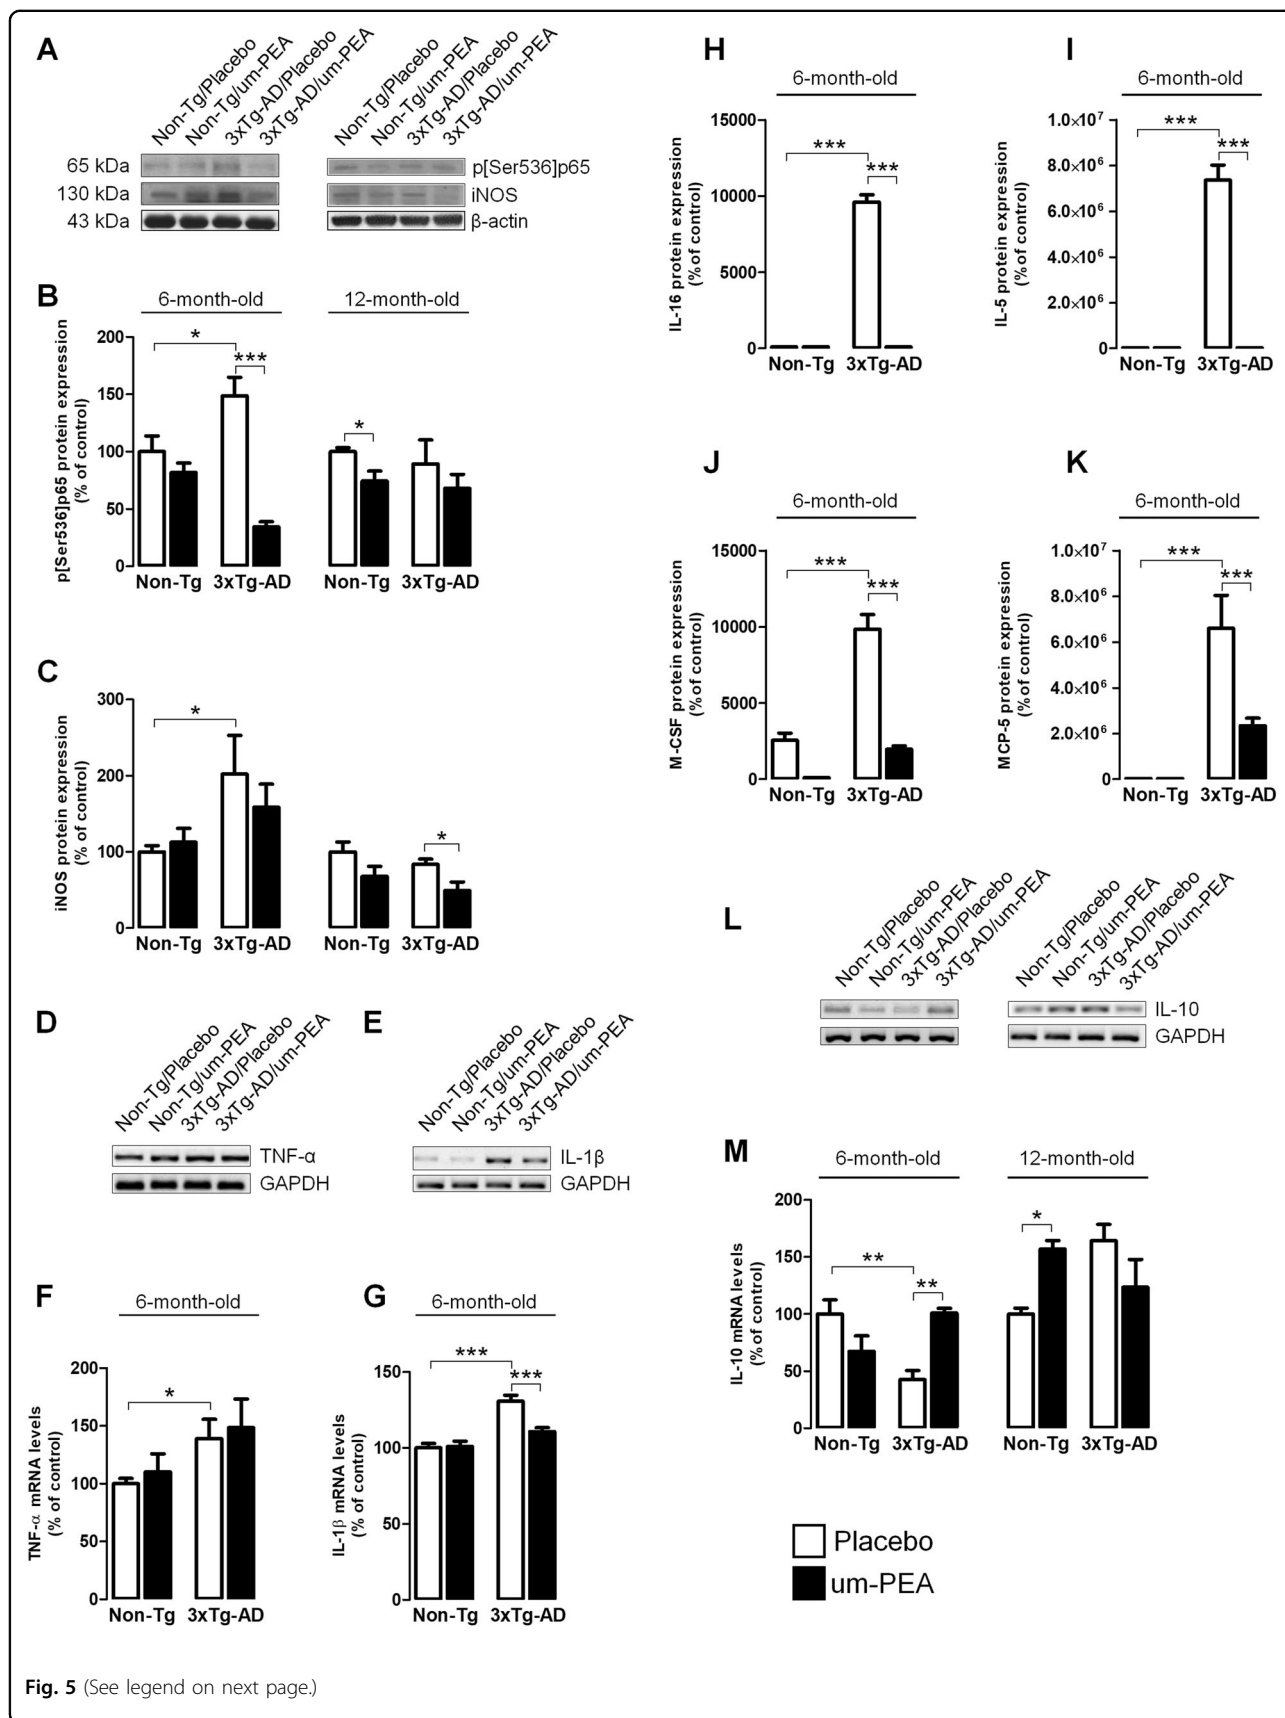 A
Non-Tg/Placebo
Non-Tg/um-PEA
3xTg-AD/Placebo
3xTg-AD/um-PEA
Non-Tg/Placebo
Non-Tg/um-PEA
3xTg-AD/Placebo
3xTg-AD/um-PEA
65 kDa p[Ser536]p65
130 kDa iNOS
43 kDa β-actin
B
6-month-old 12-month-old
p[Ser536]p65 protein expression
(% of control)
200
150
100
50
0
* *** *
Non-Tg 3xTg-AD Non-Tg 3xTg-AD
C
iNOS protein expression
(% of control)
300
200
100
0
* *
Non-Tg 3xTg-AD Non-Tg 3xTg-AD
D
Non-Tg/Placebo
Non-Tg/um-PEA
3xTg-AD/Placebo
3xTg-AD/um-PEA
TNF-α
GAPDH
E
Non-Tg/Placebo
Non-Tg/um-PEA
3xTg-AD/Placebo
3xTg-AD/um-PEA
IL-1β
GAPDH
F
6-month-old
TNF-α mRNA levels
(% of control)
200
150
100
50
0
*
Non-Tg 3xTg-AD
G
6-month-old
IL-1β mRNA levels
(% of control)
150
100
50
0
*** ***
Non-Tg 3xTg-AD
H
6-month-old
IL-16 protein expression
(% of control)
15000
10000
5000
0
*** ***
Non-Tg 3xTg-AD
I
6-month-old
IL-5 protein expression
(% of control)
1.0×10⁷
8.0×10⁶
6.0×10⁶
4.0×10⁶
2.0×10⁶
0
*** ***
Non-Tg 3xTg-AD
J
6-month-old
M-CSF protein expression
(% of control)
15000
10000
5000
0
*** ***
Non-Tg 3xTg-AD
K
6-month-old
MCP-5 protein expression
(% of control)
1.0×10⁷
8.0×10⁶
6.0×10⁶
4.0×10⁶
2.0×10⁶
0
*** ***
Non-Tg 3xTg-AD
L
Non-Tg/Placebo
Non-Tg/um-PEA
3xTg-AD/Placebo
3xTg-AD/um-PEA
Non-Tg/Placebo
Non-Tg/um-PEA
3xTg-AD/Placebo
3xTg-AD/um-PEA
IL-10
GAPDH
M
6-month-old 12-month-old
IL-10 mRNA levels
(% of control)
200
150
100
50
0
** ** *
Non-Tg 3xTg-AD Non-Tg 3xTg-AD
Placebo
um-PEA
Fig. 5 (See legend on next page.)